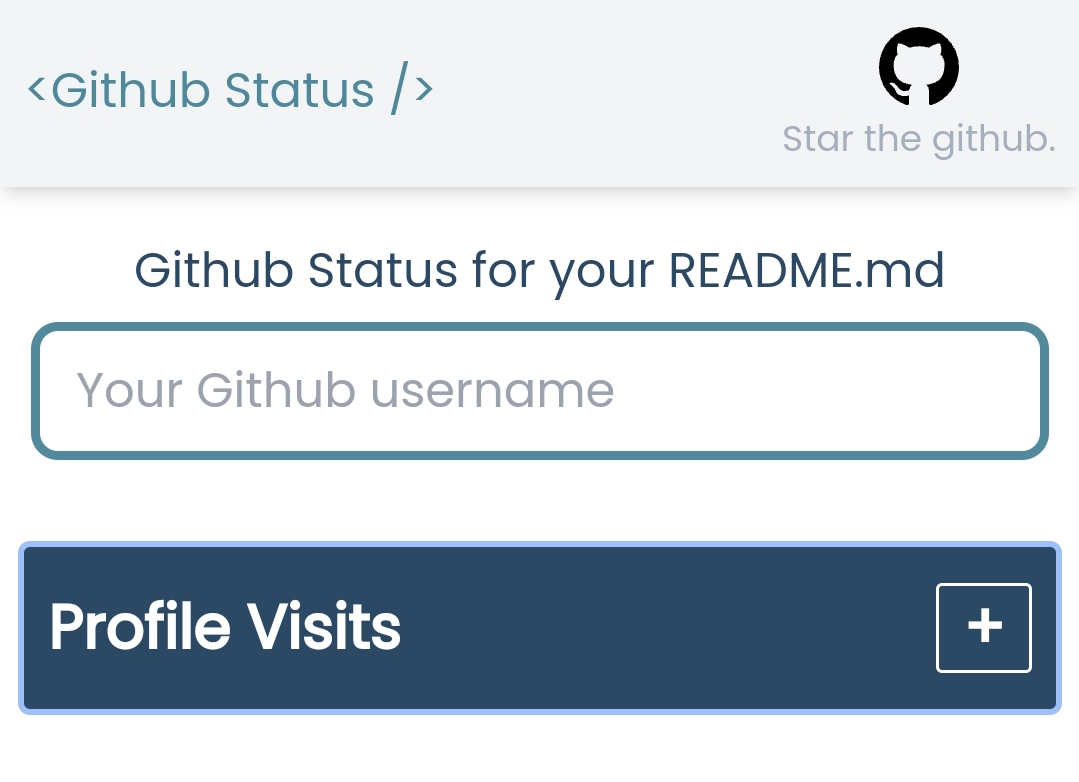 <Github Status />
Star the github.
Github Status for your README.md
Your Github username
Profile Visits
+